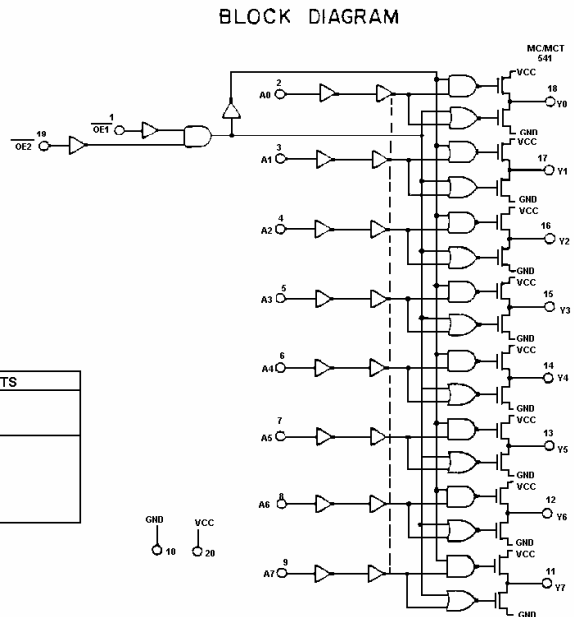 BLOCK DIAGRAM
MC/MCT
541
VCC
2
A0
18
Y0
1
OE1
19
OE2
GND
VCC
3
A1
17
Y1
GND
VCC
4
A2
16
Y2
GND
VCC
5
A3
15
Y3
GND
VCC
6
A4
14
Y4
TS
GND
VCC
7
A5
13
Y5
GND
VCC
8
A6
12
Y6
GND
10
VCC
20
GND
VCC
9
A7
11
Y7
GND